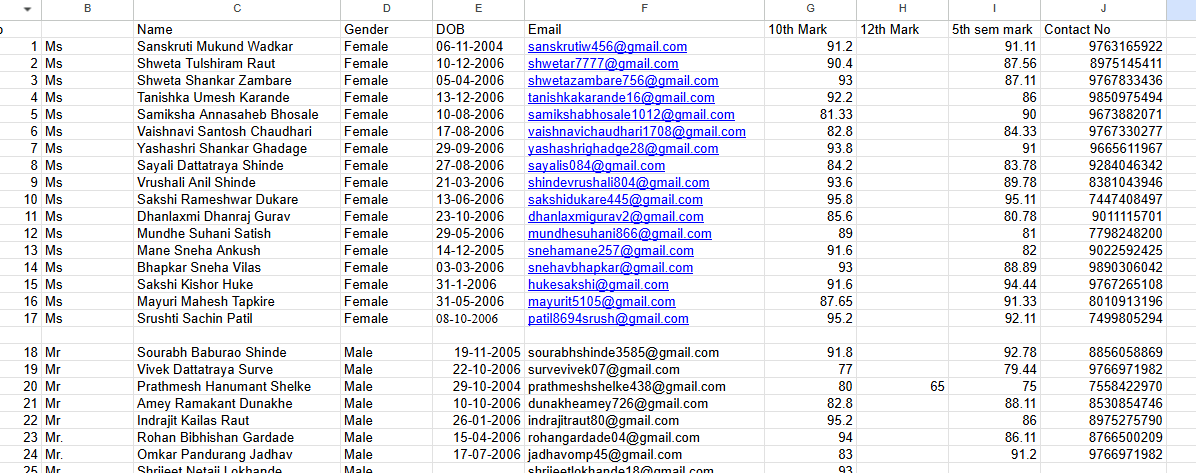 B C D E F G H I J
Name Gender DOB Email 10th Mark 12th Mark 5th sem mark Contact No
1 Ms Sanskruti Mukund Wadkar Female 06-11-2004 sanskrutiw456@gmail.com 91.2 91.11 9763165922
2 Ms Shweta Tulshiram Raut Female 10-12-2006 shwetar7777@gmail.com 90.4 87.56 8975145411
3 Ms Shweta Shankar Zambare Female 05-04-2006 shwetazambare756@gmail.com 93 87.11 9767833436
4 Ms Tanishka Umesh Karande Female 13-12-2006 tanishkakarande16@gmail.com 92.2 86 9850975494
5 Ms Samiksha Annasaheb Bhosale Female 10-08-2006 samikshabhosale1012@gmail.com 81.33 90 9673882071
6 Ms Vaishnavi Santosh Chaudhari Female 17-08-2006 vaishnavichaudhari1708@gmail.com 82.8 84.33 9767330277
7 Ms Yashashri Shankar Ghadage Female 29-09-2006 yashashrighadge28@gmail.com 93.8 91 9665611967
8 Ms Sayali Dattatraya Shinde Female 27-08-2006 sayalis084@gmail.com 84.2 83.78 9284046342
9 Ms Vrushali Anil Shinde Female 21-03-2006 shindevrushali804@gmail.com 93.6 89.78 8381043946
10 Ms Sakshi Rameshwar Dukare Female 13-06-2006 sakshidukare445@gmail.com 95.8 95.11 7447408497
11 Ms Dhanlaxmi Dhanraj Gurav Female 23-10-2006 dhanlaxmigurav2@gmail.com 85.6 80.78 9011115701
12 Ms Mundhe Suhani Satish Female 29-05-2006 mundhesuhani866@gmail.com 89 81 7798248200
13 Ms Mane Sneha Ankush Female 14-12-2005 snehamane257@gmail.com 91.6 82 9022592425
14 Ms Bhapkar Sneha Vilas Female 03-03-2006 snehavbhapkar@gmail.com 93 88.89 9890306042
15 Ms Sakshi Kishor Huke Female 31-1-2006 hukesakshi@gmail.com 91.6 94.44 9767265108
16 Ms Mayuri Mahesh Tapkire Female 31-05-2006 mayurit5105@gmail.com 87.65 91.33 8010913196
17 Ms Srushti Sachin Patil Female 08-10-2006 patil8694srush@gmail.com 95.2 92.11 7499805294
18 Mr Sourabh Baburao Shinde Male 19-11-2005 sourabhshinde3585@gmail.com 91.8 92.78 8856058869
19 Mr Vivek Dattatraya Surve Male 22-10-2006 survevivek07@gmail.com 77 79.44 9766971982
20 Mr Prathmesh Hanumant Shelke Male 29-10-2004 prathmeshshelke438@gmail.com 80 65 75 7558422970
21 Mr Amey Ramakant Dunakhe Male 10-10-2006 dunakheamey726@gmail.com 82.8 88.11 8530854746
22 Mr Indrajit Kailas Raut Male 26-01-2006 indrajitraut80@gmail.com 95.2 86 8975275790
23 Mr. Rohan Bibhishan Gardade Male 15-04-2006 rohangardade04@gmail.com 94 86.11 8766500209
24 Mr. Omkar Pandurang Jadhav Male 17-07-2006 jadhavomp45@gmail.com 83 91.2 9766971982
25 Mr Shrijeet Netaji Lokhande Male shrijeetlokhande18@gmail.com 93